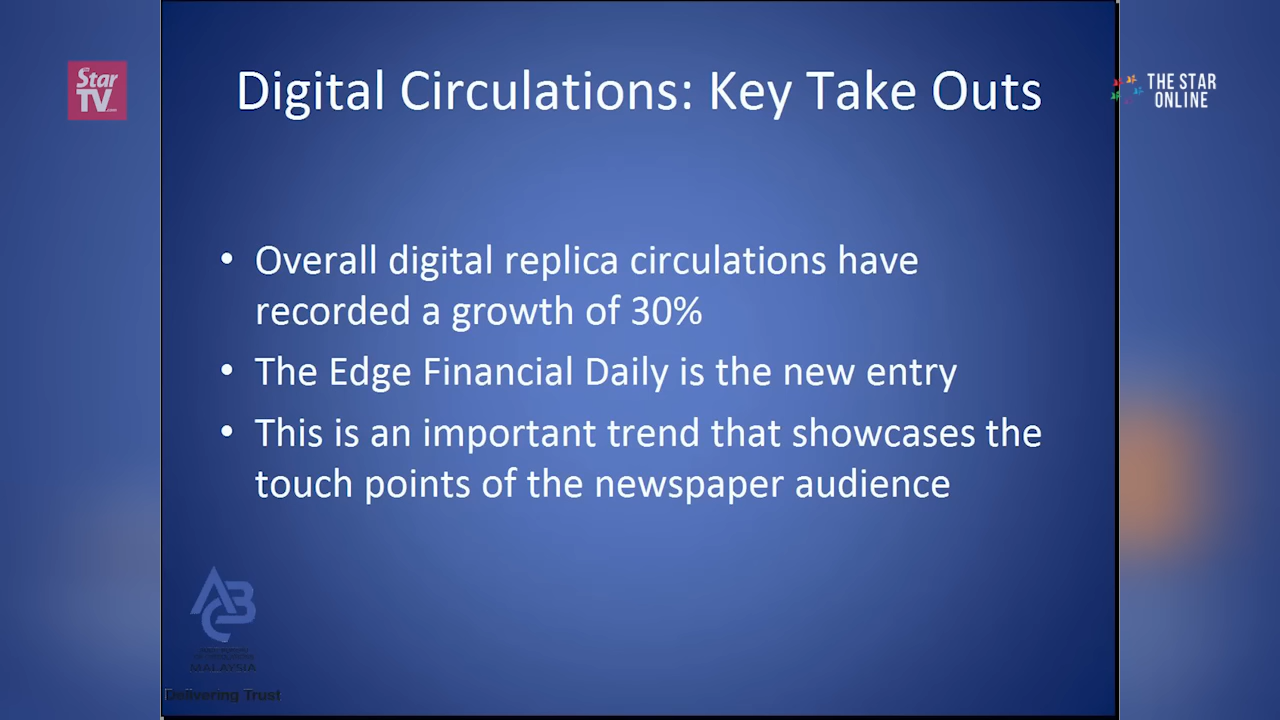 Star
TV
THE STAR
ONLINE
Digital Circulations: Key Take Outs
• Overall digital replica circulations have
recorded a growth of 30%
• The Edge Financial Daily is the new entry
• This is an important trend that showcases the
touch points of the newspaper audience
ABC
MALAYSIA
Delivering Trust